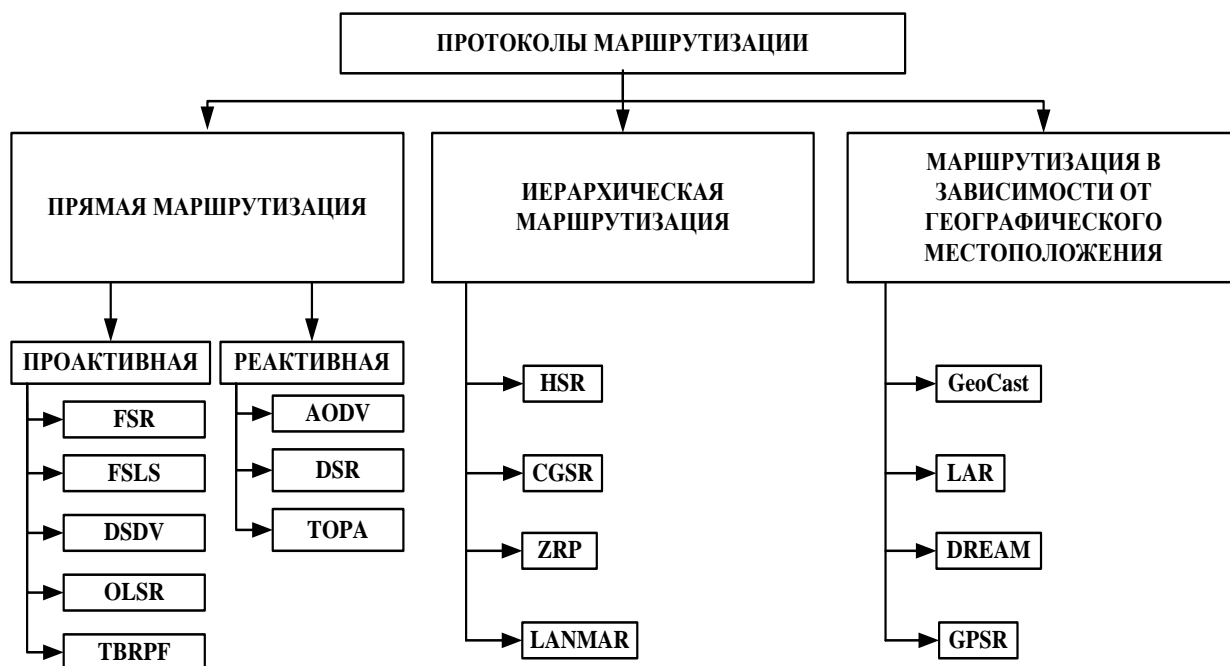 ПРОТОКОЛЫ МАРШРУТИЗАЦИИ
ПРЯМАЯ МАРШРУТИЗАЦИЯ
ПРОАКТИВНАЯ
FSR
FSLS
DSDV
OLSR
TBRPF
РЕАКТИВНАЯ
AODV
DSR
TOPA
ИЕРАРХИЧЕСКАЯ
МАРШРУТИЗАЦИЯ
HSR
CGSR
ZRP
LANMAR
МАРШРУТИЗАЦИЯ В
ЗАВИСИМОСТИ ОТ
ГЕОГРАФИЧЕСКОГО
МЕСТОПОЛОЖЕНИЯ
GeoCast
LAR
DREAM
GPSR